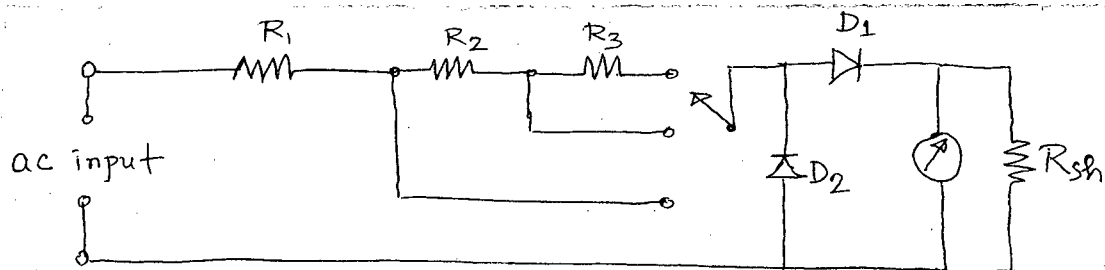 R₁
R₂
R₃
D₁
ac input
D₂
Rsh